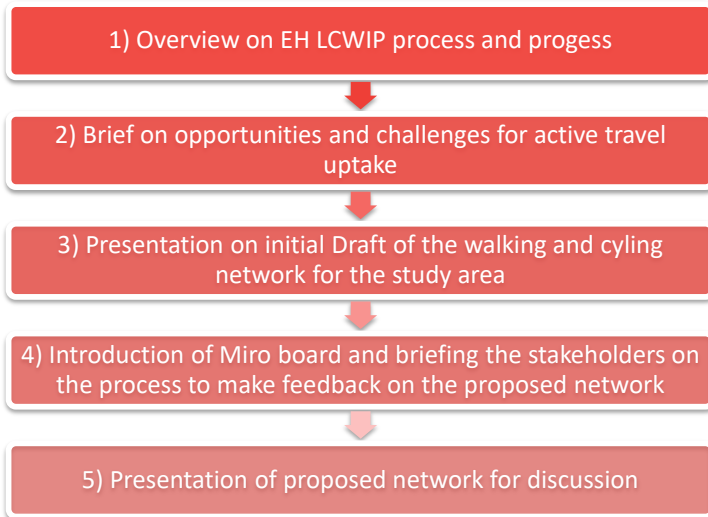 1) Overview on EH LCWIP process and progess
2) Brief on opportunities and challenges for active travel
uptake
3) Presentation on initial Draft of the walking and cyling
network for the study area
4) Introduction of Miro board and briefing the stakeholders on
the process to make feedback on the proposed network
5) Presentation of proposed network for discussion